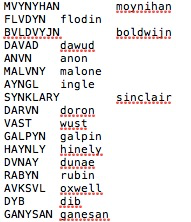 MVYNYHAN moynihan
FLVDYN flodin
BVLDVYJN boldwijn
DAVAD dawud
ANVN anon
MALVNY malone
AYNGL ingle
SYNKLARY sinclair
DARVN doron
VAST wust
GALPYN galpin
HAYNLY hinely
DVNAY dunae
RABYN rubin
AVKSVL oxwell
DYB dib
GANYSAN ganesan